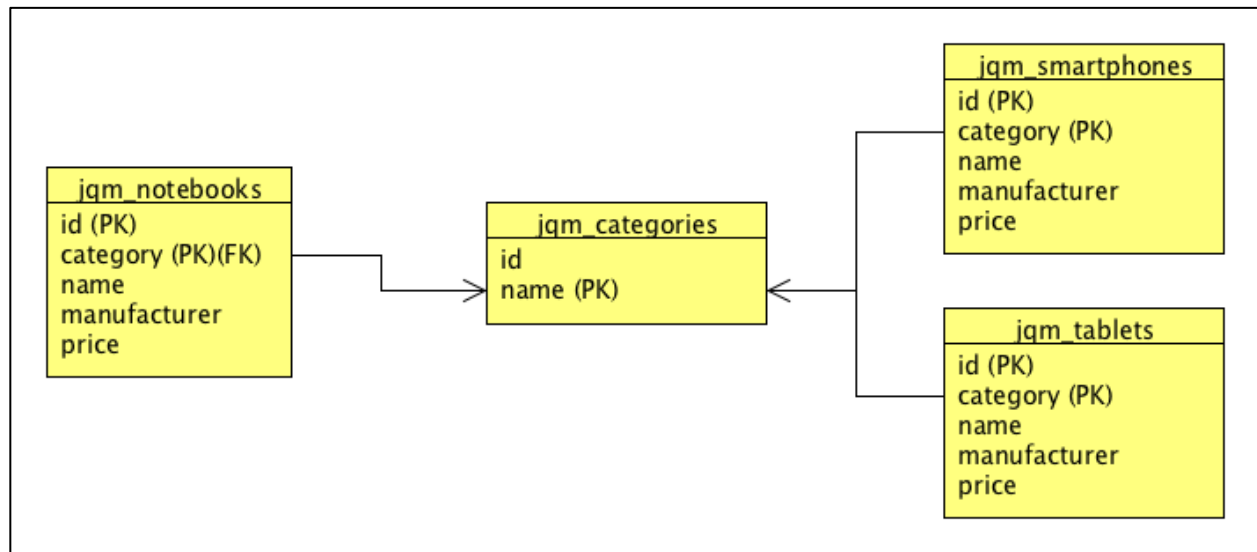 jqm_notebooks
id (PK)
category (PK)(FK)
name
manufacturer
price
jqm_categories
id
name (PK)
jqm_smartphones
id (PK)
category (PK)
name
manufacturer
price
jqm_tablets
id (PK)
category (PK)
name
manufacturer
price